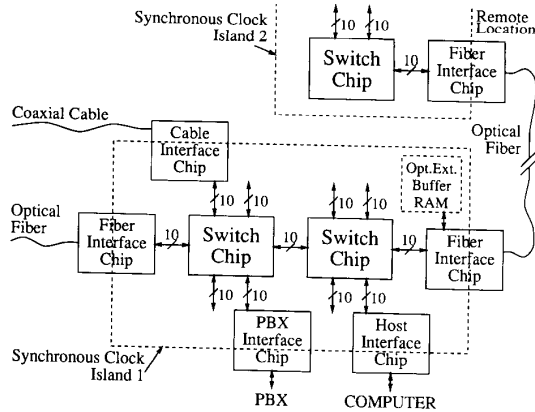 Synchronous Clock
Island 2
10
10
Remote
Location
Switch
Chip
10
Fiber
Interface
Chip
Coaxial Cable
Cable
Interface
Chip
Optical
Fiber
Opt.Ext.
Buffer
RAM
10
10
10
10
Optical
Fiber
Fiber
Interface
Chip
10
Switch
Chip
10
Switch
Chip
10
Fiber
Interface
Chip
10
10
10
10
PBX
Interface
Chip
Host
Interface
Chip
Synchronous Clock
Island 1
PBX
COMPUTER